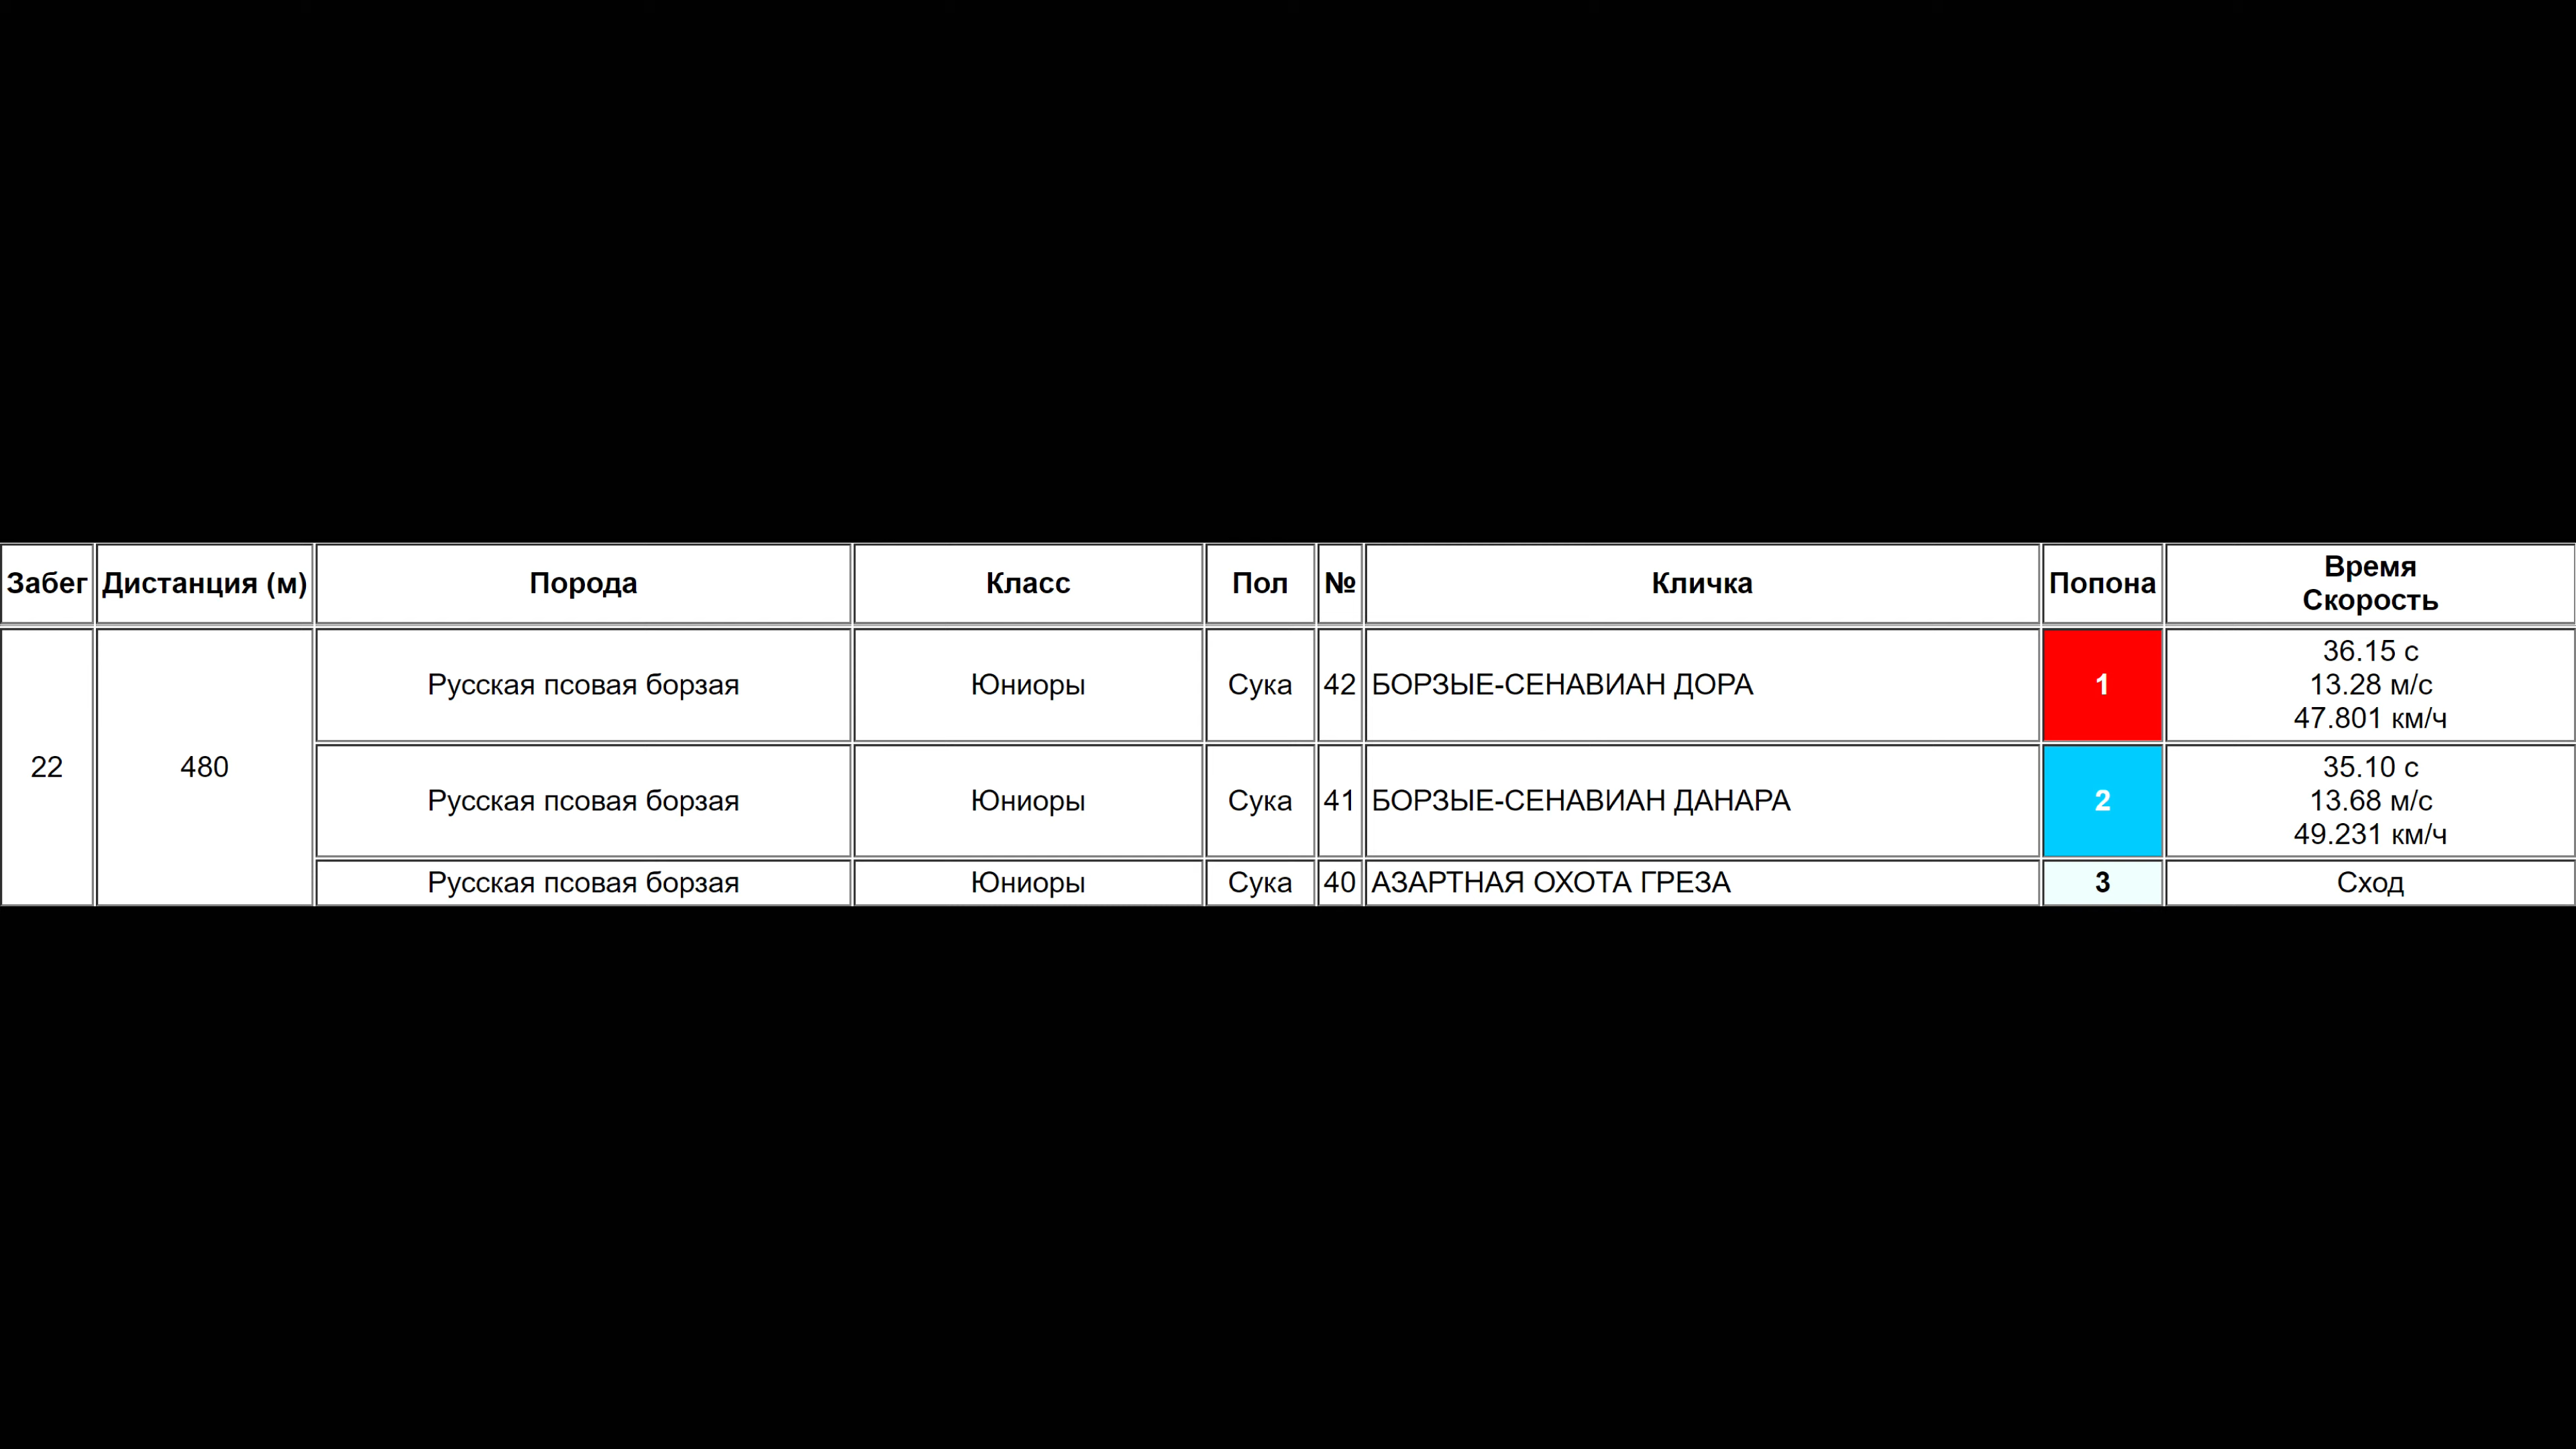 Забег Дистанция (м) Порода Класс Пол № Кличка Попона Время
Скорость
22 480 Русская псовая борзая Юниоры Сука 42 БОРЗЫЕ-СЕНАВИАН ДОРА 1 36.15 с
13.28 м/с
47.801 км/ч
Русская псовая борзая Юниоры Сука 41 БОРЗЫЕ-СЕНАВИАН ДАНАРА 2 35.10 с
13.68 м/с
49.231 км/ч
Русская псовая борзая Юниоры Сука 40 АЗАРТНАЯ ОХОТА ГРЕЗА 3 Сход